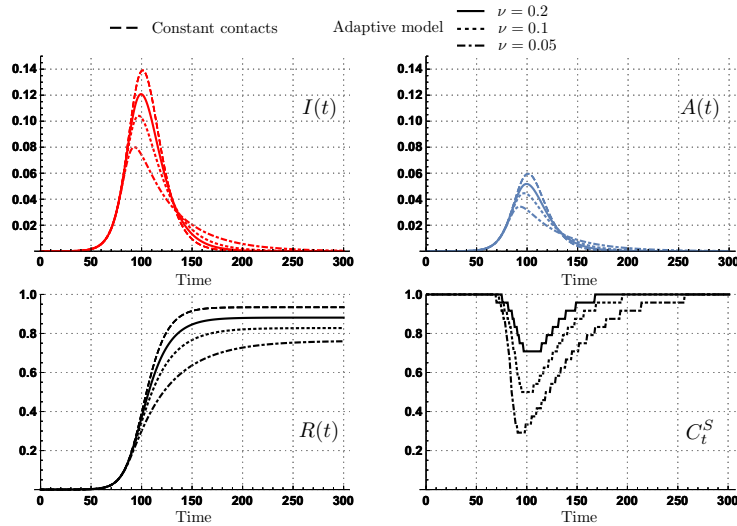 Constant contacts Adaptive model ν = 0.2
ν = 0.1
ν = 0.05
0.14
0.12
0.10
0.08
0.06
0.04
0.02
I(t)
0 50 100 150 200 250 300
Time
0.14
0.12
0.10
0.08
0.06
0.04
0.02
A(t)
0 50 100 150 200 250 300
Time
1.0
0.8
0.6
0.4
0.2
R(t)
0 50 100 150 200 250 300
Time
1.0
0.8
0.6
0.4
0.2
C_t^S
0 50 100 150 200 250 300
Time